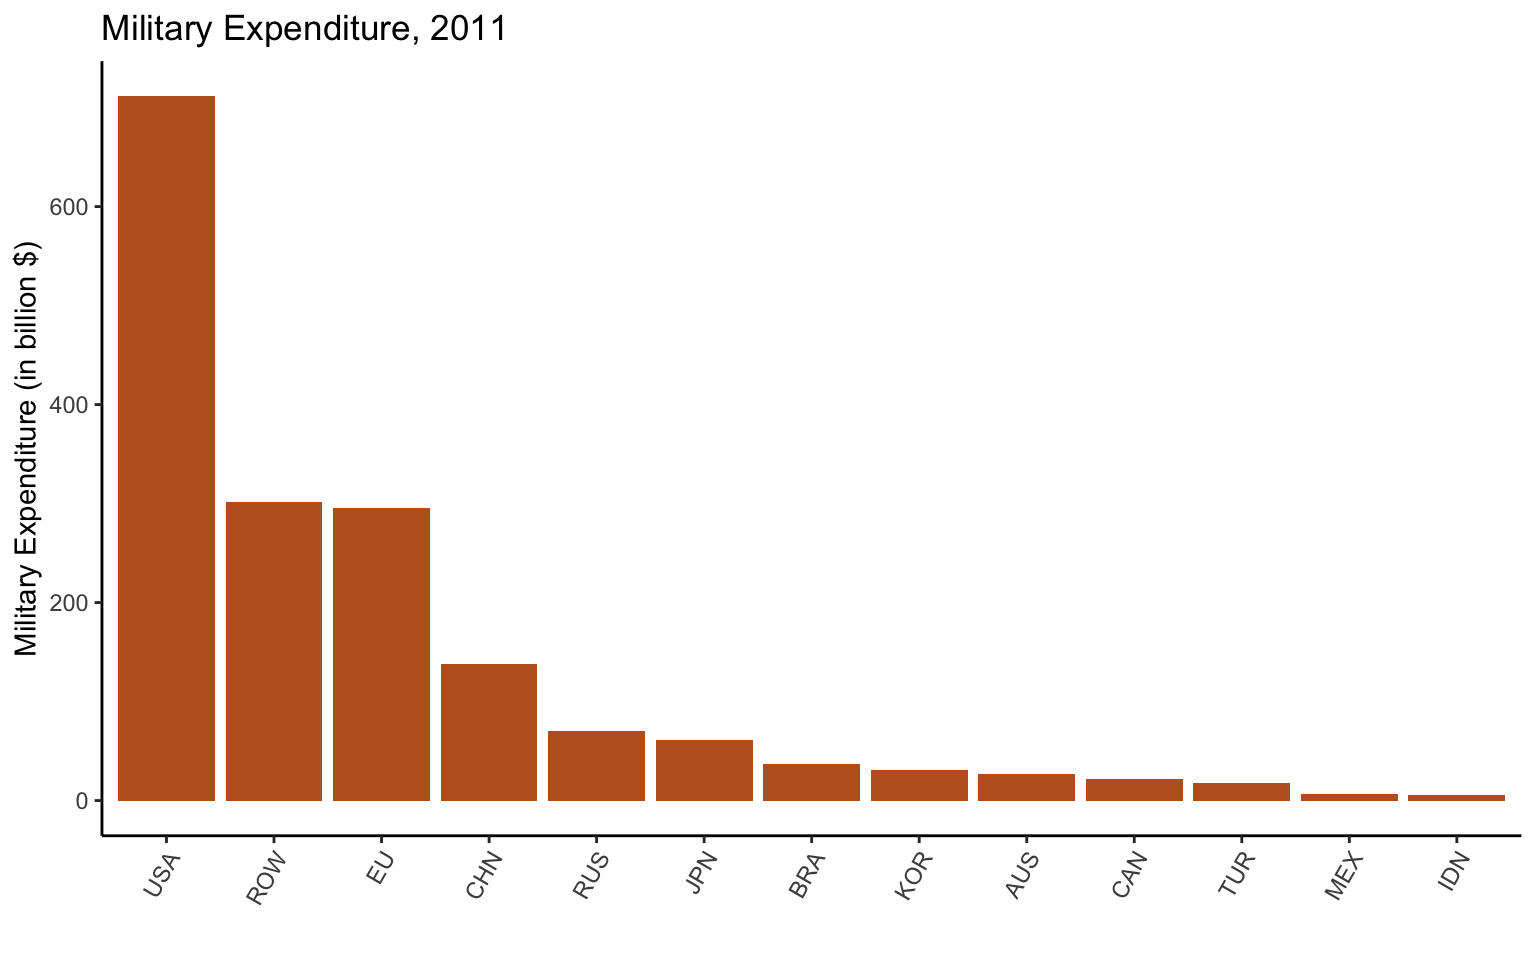 Military Expenditure, 2011
Military Expenditure (in billion $)
600
400
200
0
USA ROW EU CHN RUS JPN BRA KOR AUS CAN TUR MEX IDN